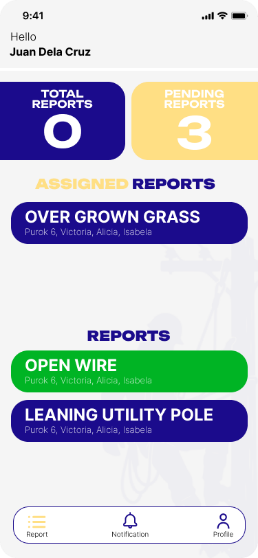 9:41
Hello
Juan Dela Cruz
TOTAL
REPORTS
0
PENDING
REPORTS
3
ASSIGNED REPORTS
OVER GROWN GRASS
Purok 6, Victoria, Alicia, Isabela
REPORTS
OPEN WIRE
Purok 6, Victoria, Alicia, Isabela
LEANING UTILITY POLE
Purok 6, Victoria, Alicia, Isabela
Report
Notification
Profile